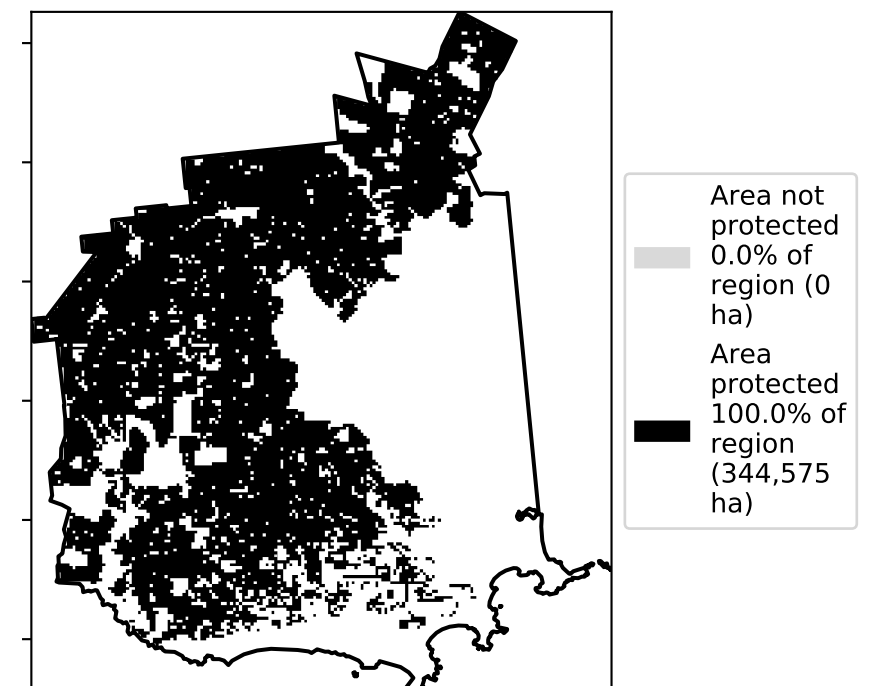 Area not
protected
0.0% of
region (0
ha)
Area
protected
100.0% of
region
(344,575
ha)